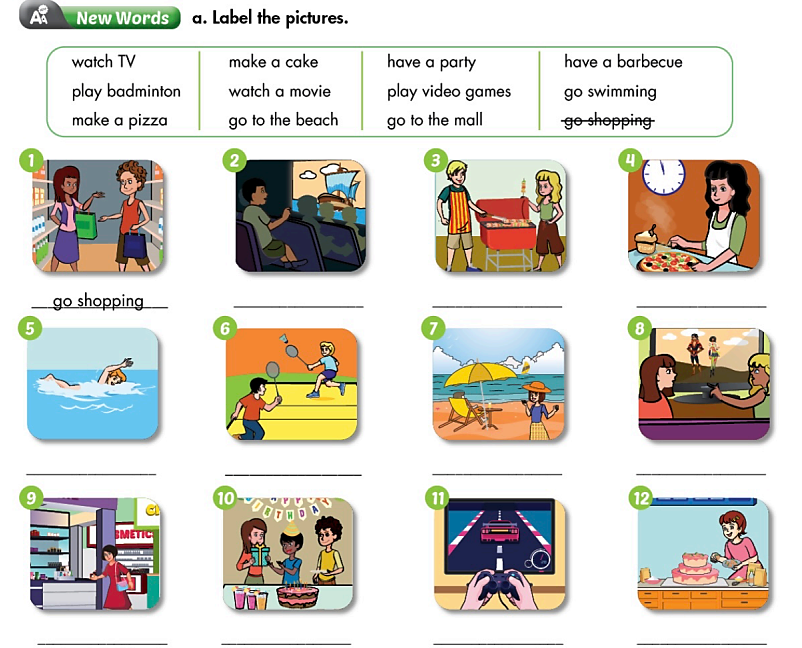 New Words a. Label the pictures.
watch TV make a cake have a party have a barbecue
play badminton watch a movie play video games go swimming
make a pizza go to the beach go to the mall go shopping
1 2 3 4
go shopping
5 6 7 8
9 10 11 12
BIRTHDAY